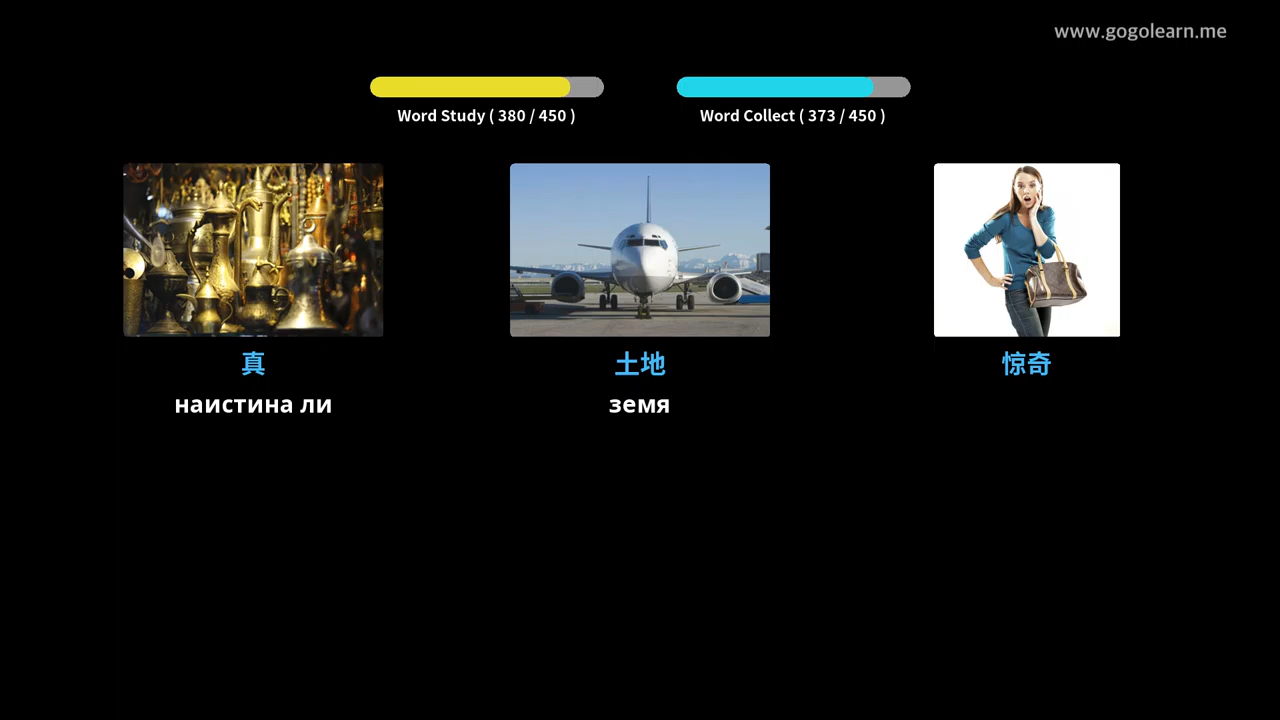 www.gogolearn.me
Word Study ( 380 / 450 )
Word Collect ( 373 / 450 )
真
土地
惊奇
наистина ли
земя